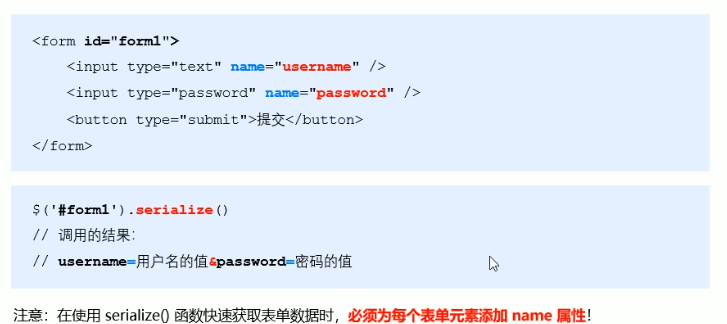 <form id="form1">
<input type="text" name="username" />
<input type="password" name="password" />
<button type="submit">提交</button>
</form>
$('#form1').serialize()
// 调用的结果：
// username=用户名的值&password=密码的值
注意：在使用 serialize() 函数快速获取表单数据时，必须为每个表单元素添加 name 属性！